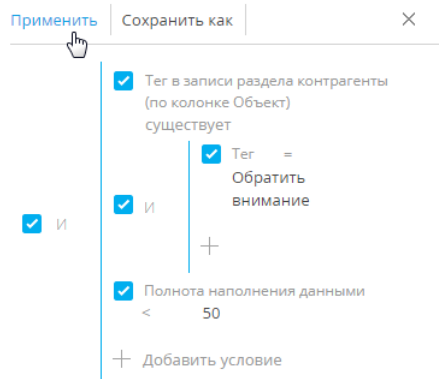 Применить Сохранить как
Тег в записи раздела контрагенты
(по колонке Объект)
существует
Тег =
Обратить
внимание
И
И
Полнота наполнения данными
< 50
Добавить условие